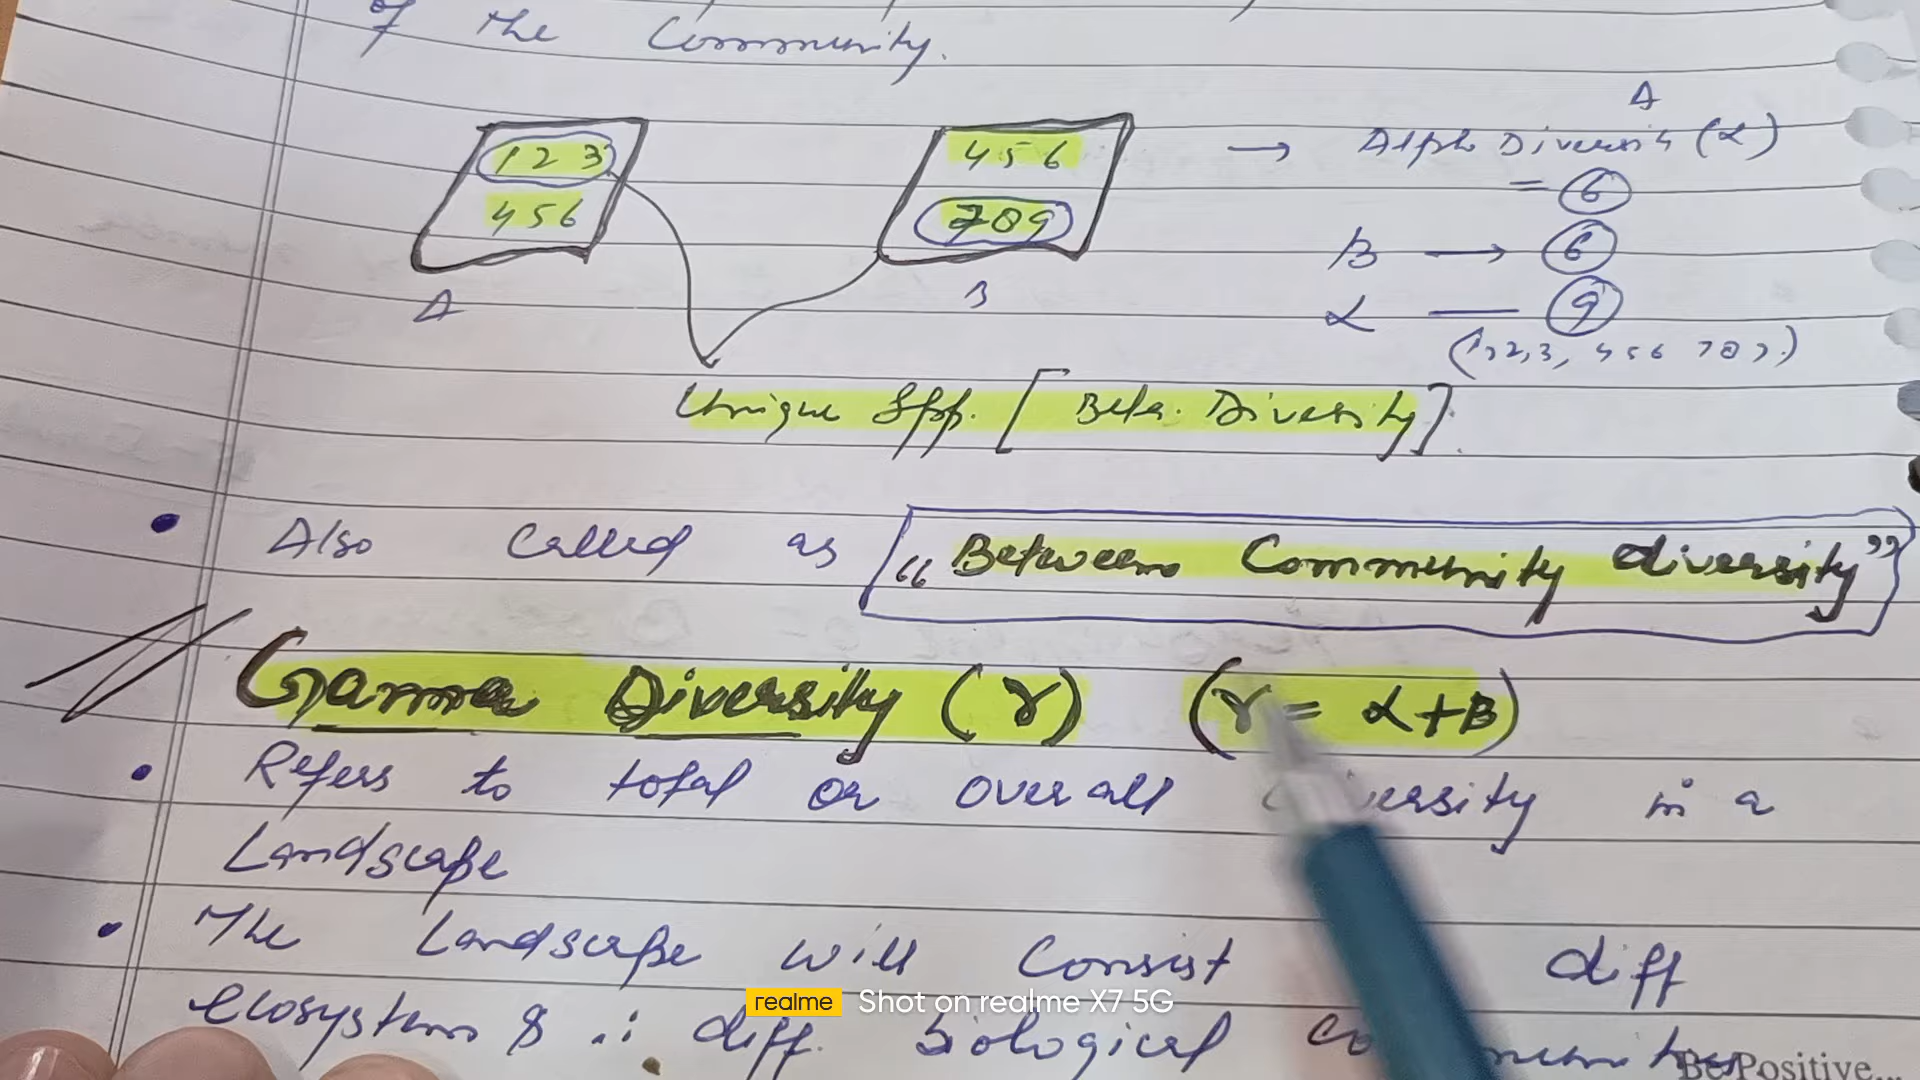 of the Community.
1 2 3
4 5 6
A
4 5 6
7 8 9
B
→ A
Alpha Diversity (α)
= 6
B → 6
α — 9
(1,2,3, 4 5 6 7 8 9.)
Unique Spp. [Beta. Diversity].
• Also Called as "Between Community diversity"
Gamma Diversity (γ) (γ = α+B)
• Refers to total or overall diversity in a
Landscape
• The Landscape will Consist diff
ecosystem & ∴ diff. biological
Be Positive...
realme Shot on realme X7 5G